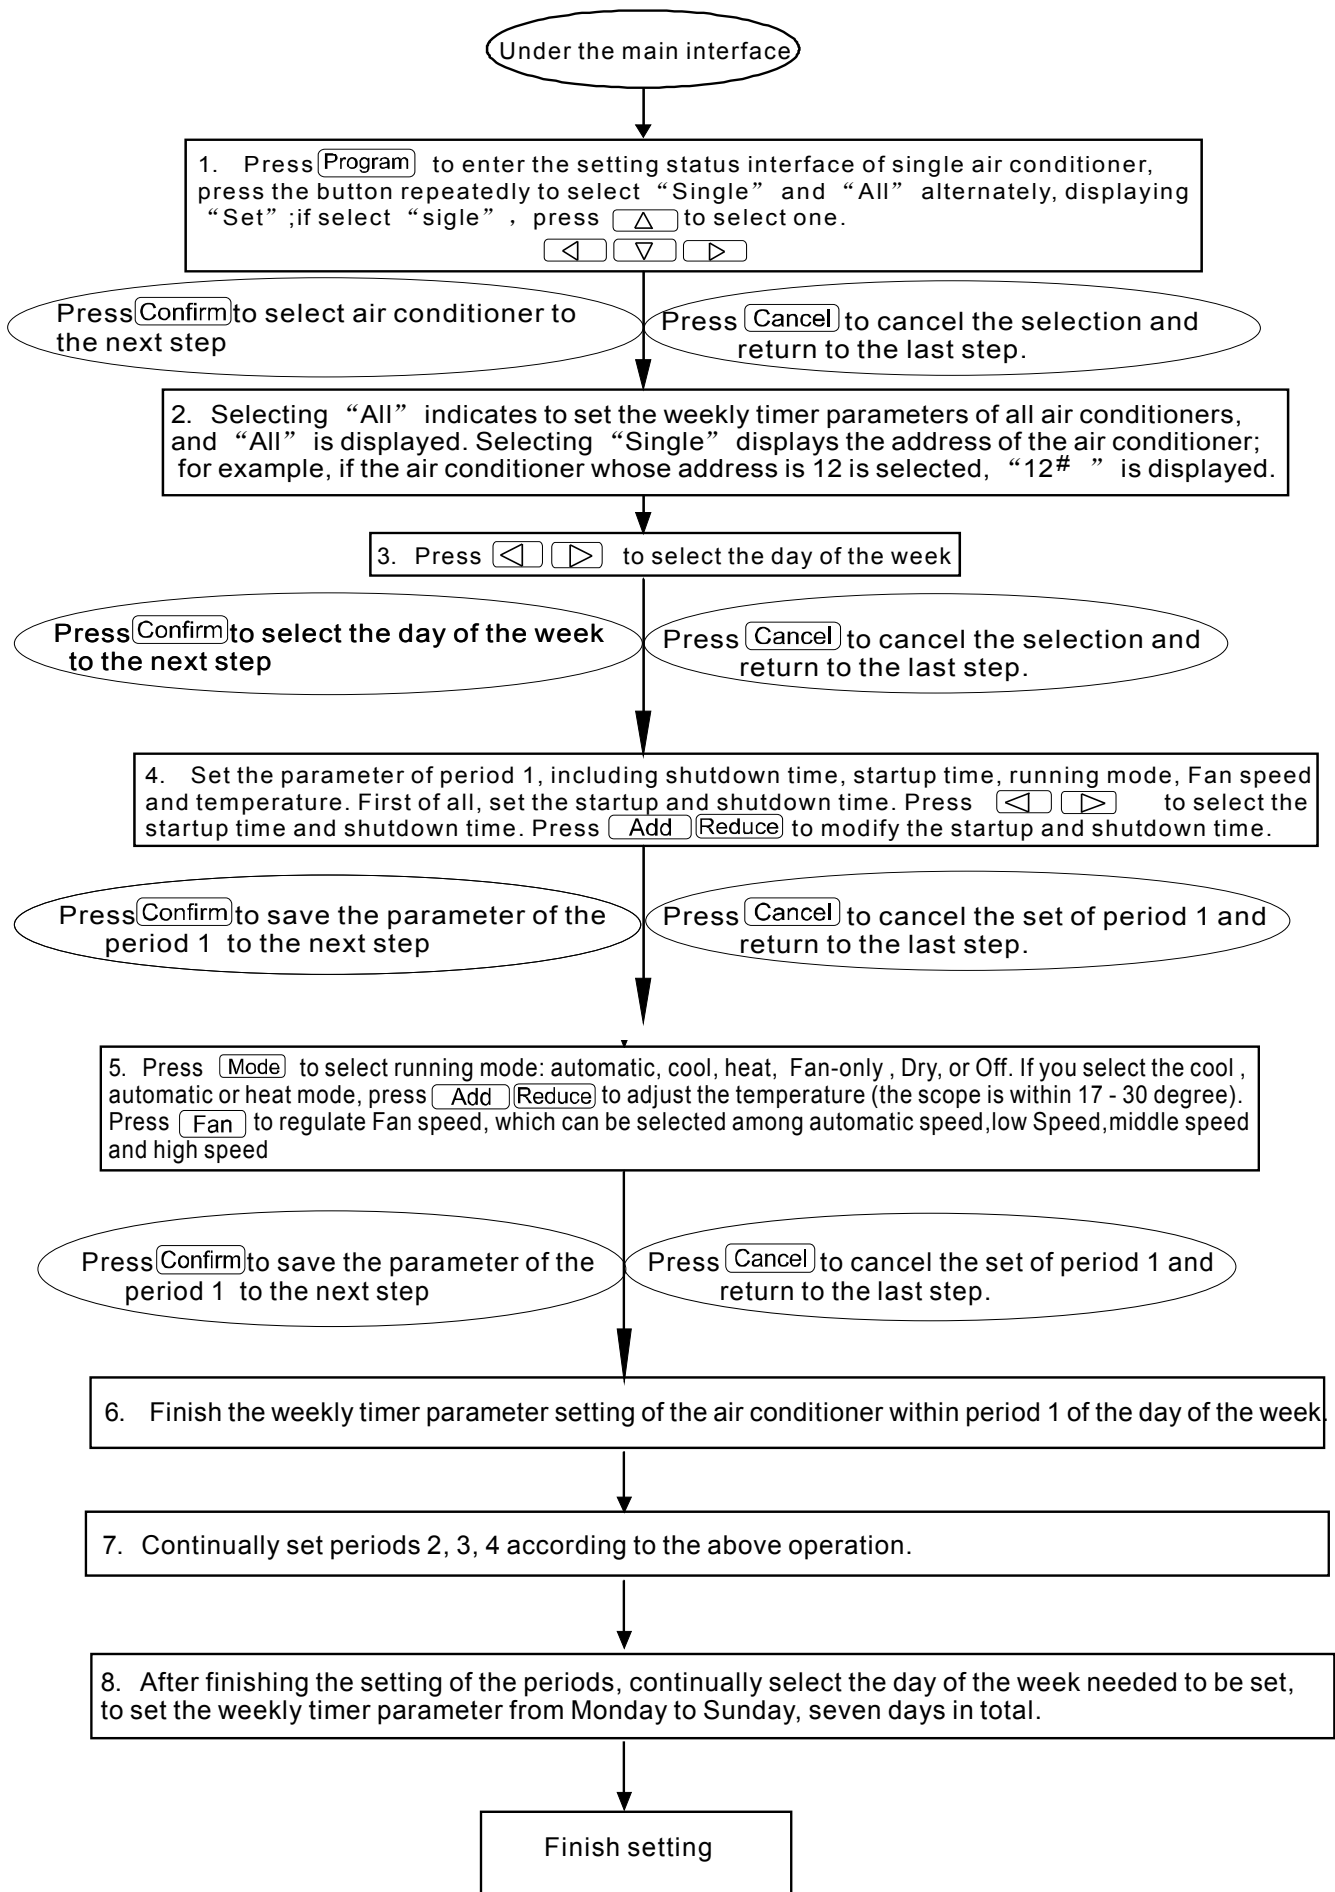 Under the main interface
1. Press Program to enter the setting status interface of single air conditioner,
press the button repeatedly to select “Single” and “All” alternately, displaying
“Set” ;if select “sigle” , press △ to select one.
◁ ▽ ▷
Press Confirm to select air conditioner to
the next step
Press Cancel to cancel the selection and
return to the last step.
2. Selecting “All” indicates to set the weekly timer parameters of all air conditioners,
and “All” is displayed. Selecting “Single” displays the address of the air conditioner;
for example, if the air conditioner whose address is 12 is selected, “12# ” is displayed.
3. Press ◁ ▷ to select the day of the week
Press Confirm to select the day of the week
to the next step
Press Cancel to cancel the selection and
return to the last step.
4. Set the parameter of period 1, including shutdown time, startup time, running mode, Fan speed
and temperature. First of all, set the startup and shutdown time. Press ◁ ▷ to select the
startup time and shutdown time. Press Add Reduce to modify the startup and shutdown time.
Press Confirm to save the parameter of the
period 1 to the next step
Press Cancel to cancel the set of period 1 and
return to the last step.
5. Press Mode to select running mode: automatic, cool, heat, Fan-only , Dry, or Off. If you select the cool ,
automatic or heat mode, press Add Reduce to adjust the temperature (the scope is within 17 - 30 degree).
Press Fan to regulate Fan speed, which can be selected among automatic speed,low Speed,middle speed
and high speed
Press Confirm to save the parameter of the
period 1 to the next step
Press Cancel to cancel the set of period 1 and
return to the last step.
6. Finish the weekly timer parameter setting of the air conditioner within period 1 of the day of the week.
7. Continually set periods 2, 3, 4 according to the above operation.
8. After finishing the setting of the periods, continually select the day of the week needed to be set,
to set the weekly timer parameter from Monday to Sunday, seven days in total.
Finish setting